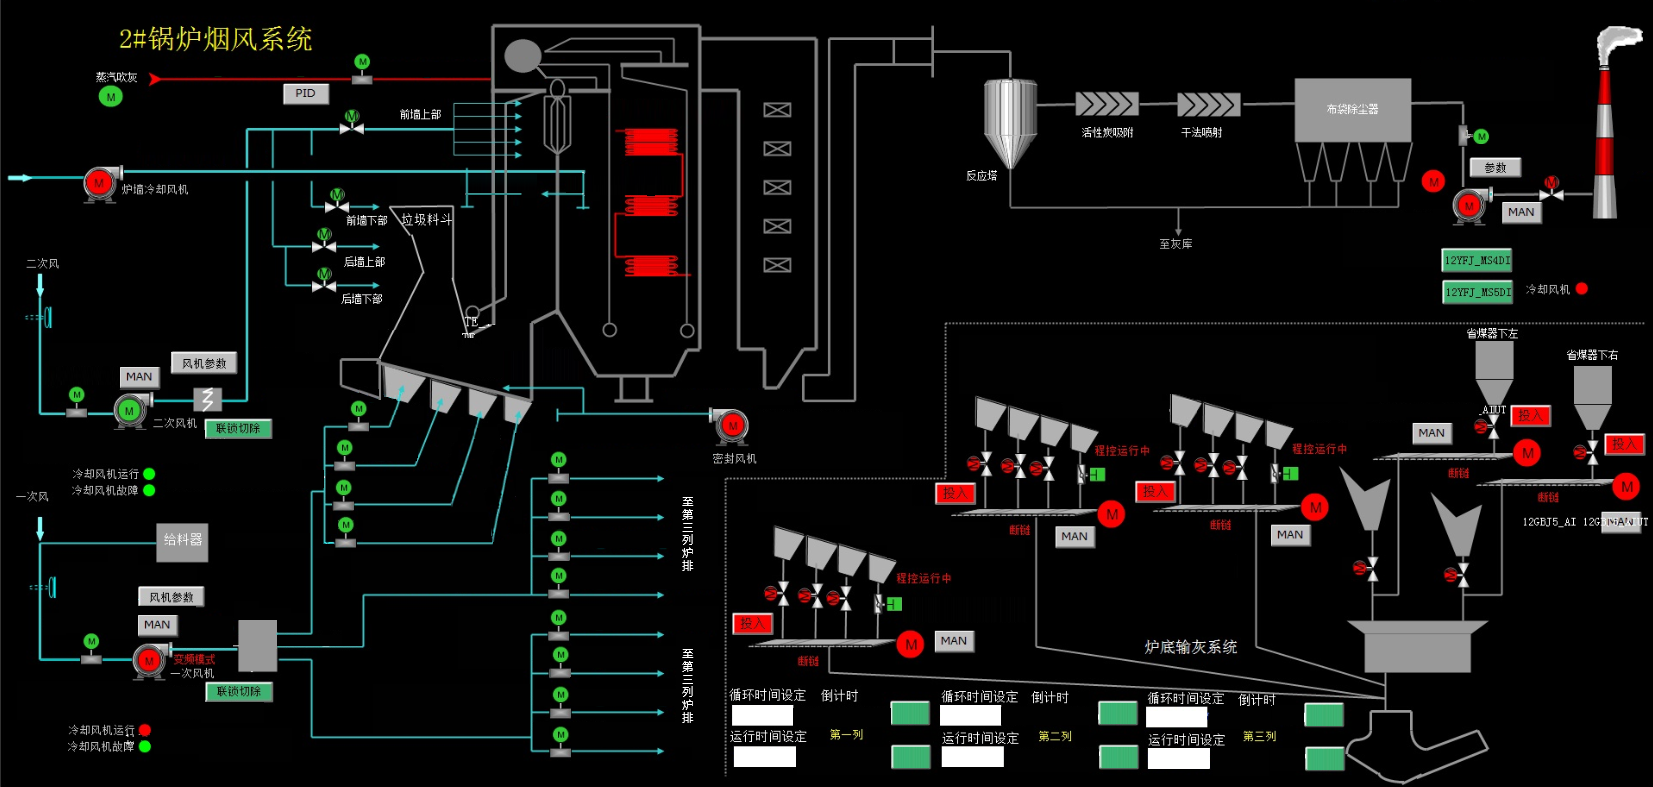 2#锅炉烟风系统
蒸汽吹灰
M
M
PID
前墙上部
M
炉墙冷却风机
M
前墙下部
M
后墙上部
M
后墙下部
M
垃圾料斗
TE
二次风
风机参数
MAN
M
M
二次风机
联锁切除
冷却风机运行
冷却风机故障
一次风
给料器
风机参数
MAN
M
M
变频模式
一次风机
联锁切除
冷却风机运行
冷却风机故障
M
M
M
M
M
M
M
M
至第三列炉排
M
M
M
M
至第三列炉排
M
密封风机
反应塔
活性炭吸附
干法喷射
布袋除尘器
至灰库
M
参数
M
M
MAN
M
12YFJ_MS4DI
12YFJ_MS5DI
冷却风机
省煤器下左
省煤器下右
_AIUT
投入
MAN
M
断链
投入
M
断链
12GBJ5_AI
MAN
程控运行中
投入
M
断链
MAN
程控运行中
投入
M
断链
MAN
程控运行中
投入
M
断链
MAN
炉底输灰系统
循环时间设定 倒计时
运行时间设定 第一列
循环时间设定 倒计时
运行时间设定 第二列
循环时间设定 倒计时
运行时间设定 第三列